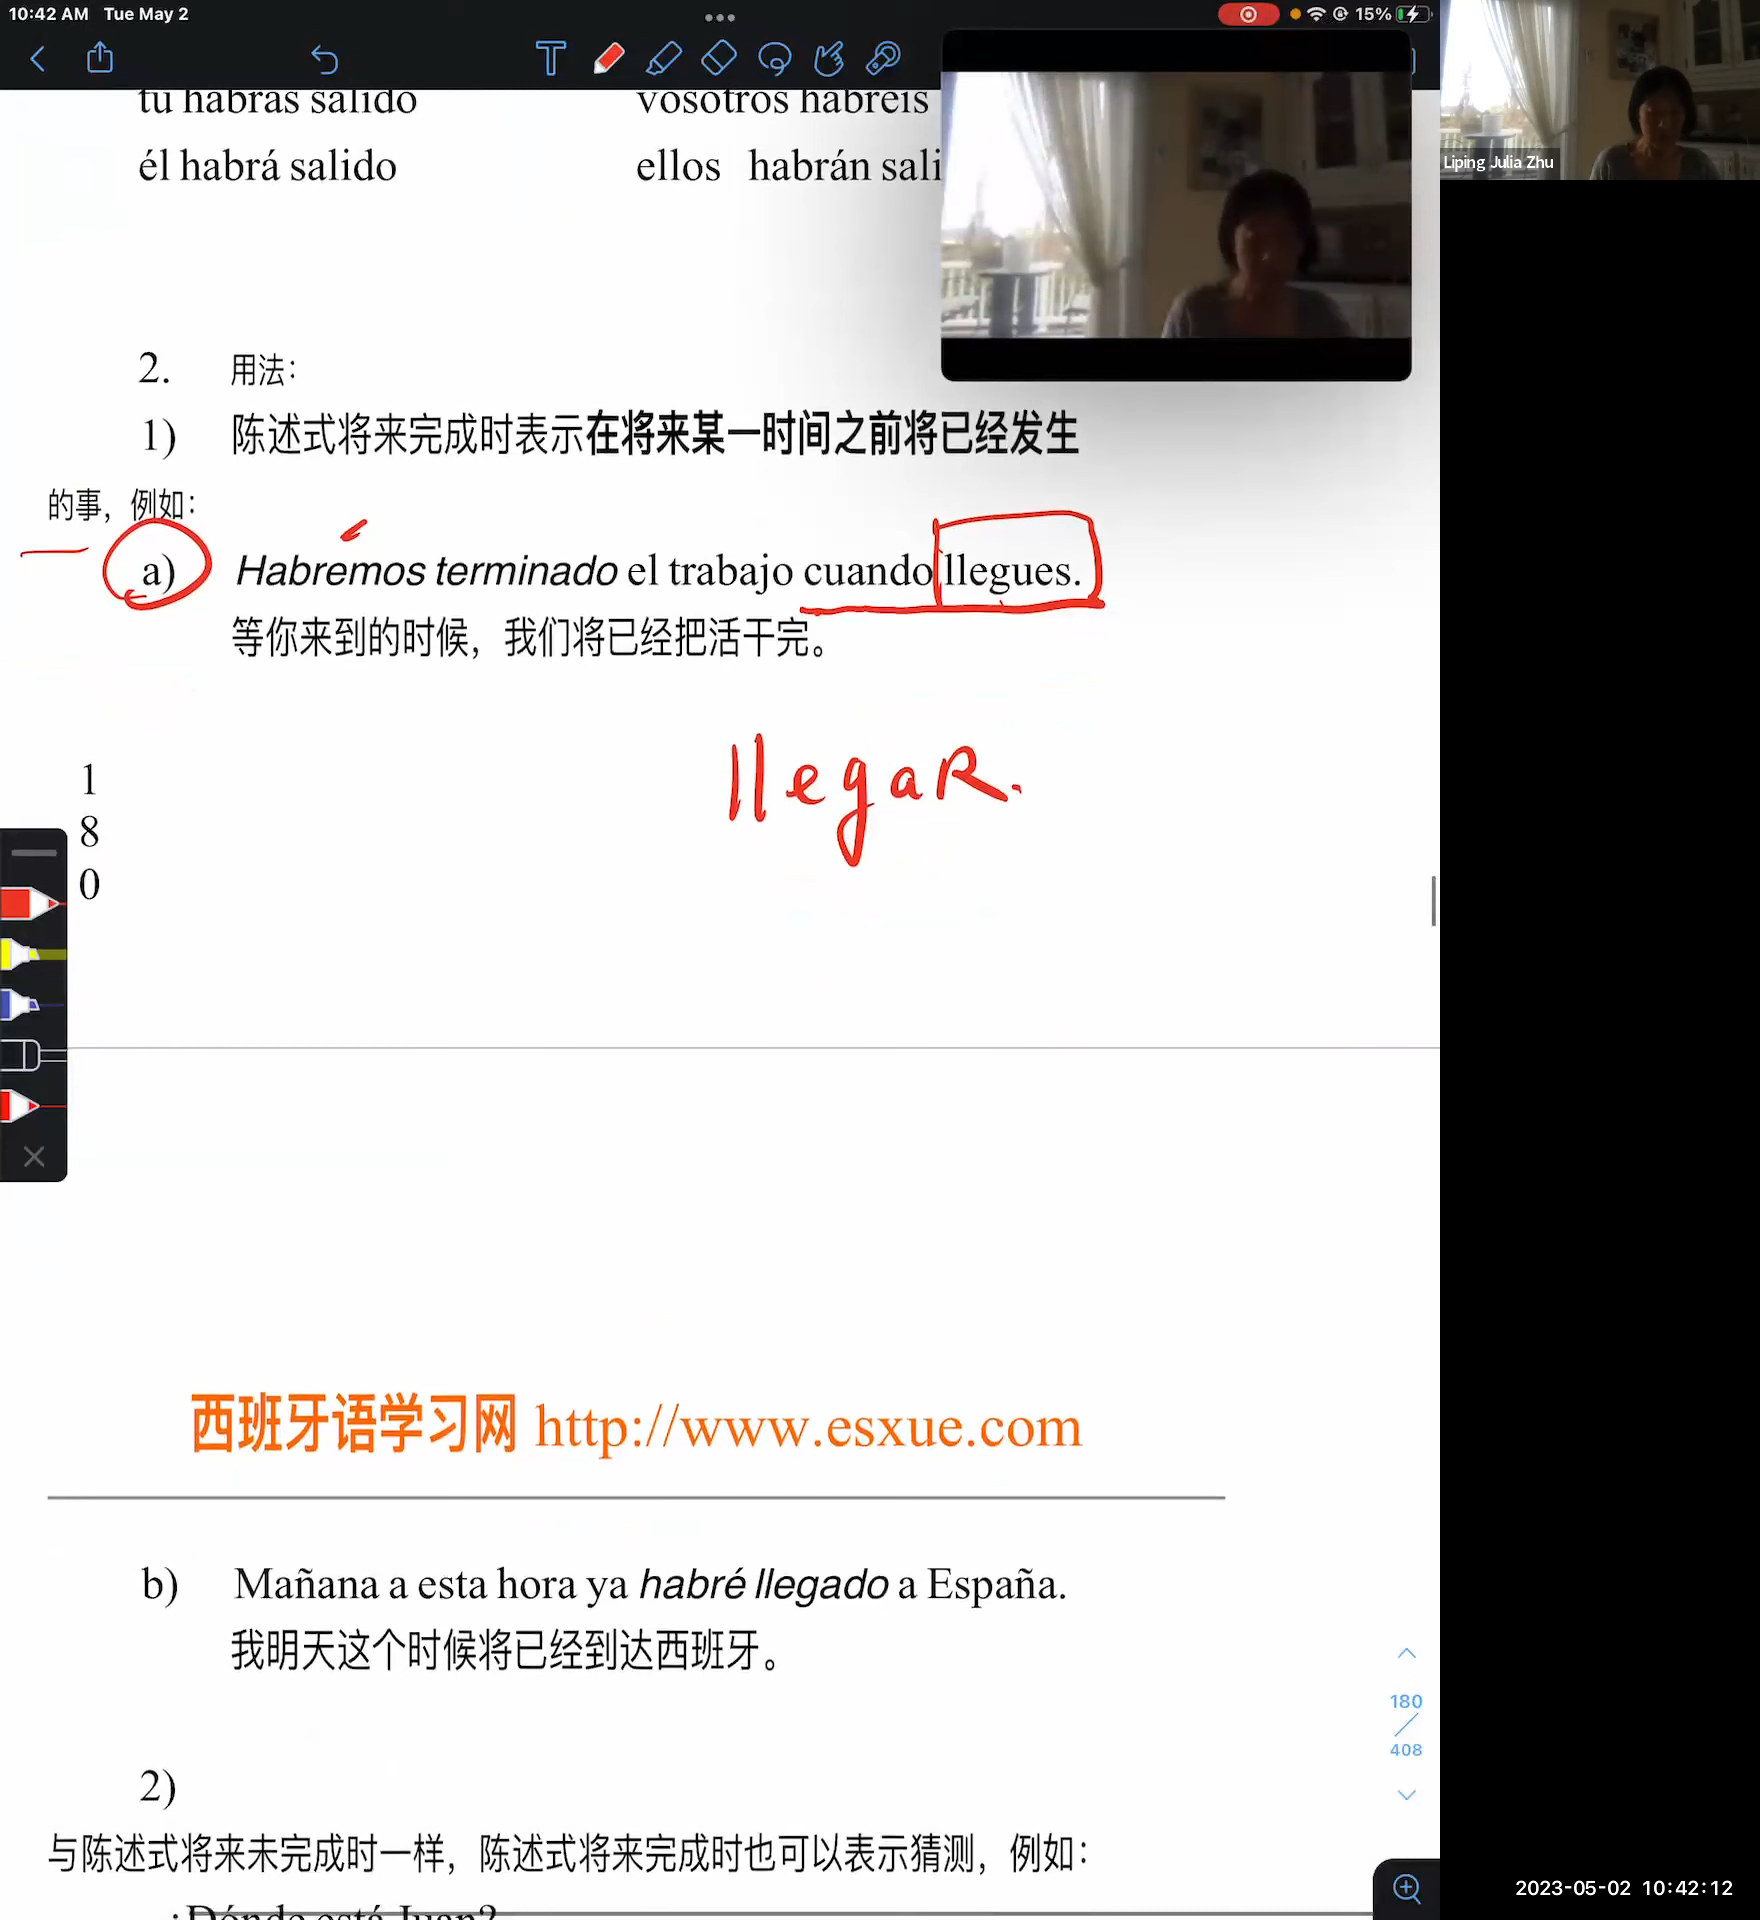 10:42 AM Tue May 2
15%
Liping Julia Zhu
tú habrás salido vosotros habréis
él habrá salido ellos habrán sali
2. 用法：
1) 陈述式将来完成时表示在将来某一时间之前将已经发生
的事，例如：
a) Habremos terminado el trabajo cuando llegues.
等你来到的时候，我们将已经把活干完。
llegaR.
1
8
0
西班牙语学习网 http://www.esxue.com
b) Mañana a esta hora ya habré llegado a España.
我明天这个时候将已经到达西班牙。
180
408
2)
与陈述式将来未完成时一样，陈述式将来完成时也可以表示猜测，例如：
¿Dónde está Juan?
2023-05-02 10:42:12